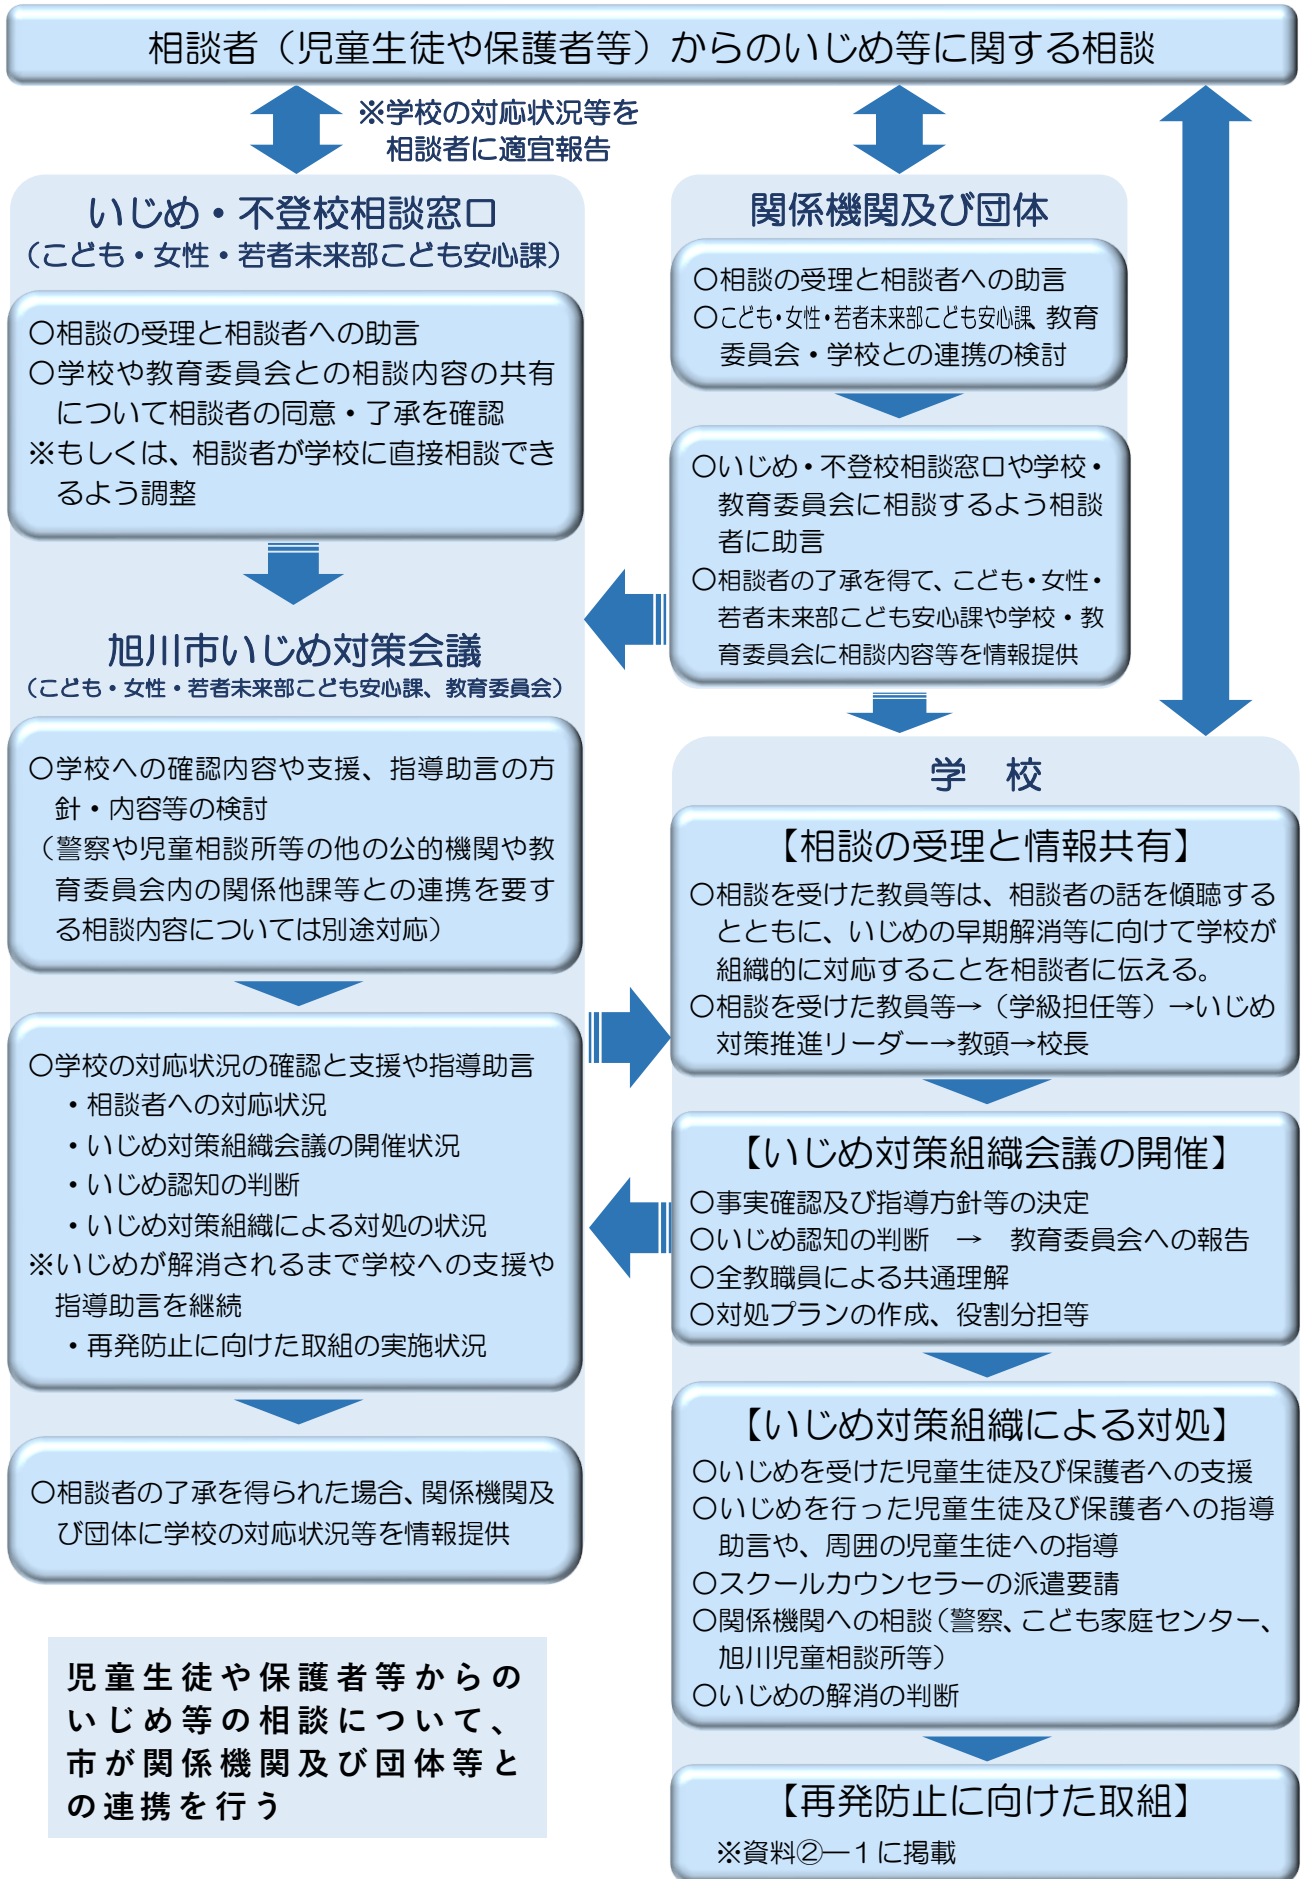 相談者（児童生徒や保護者等）からのいじめ等に関する相談
※学校の対応状況等を
相談者に適宜報告
いじめ・不登校相談窓口
（こども・女性・若者未来部こども安心課）
〇相談の受理と相談者への助言
〇学校や教育委員会との相談内容の共有
について相談者の同意・了承を確認
※もしくは、相談者が学校に直接相談でき
るよう調整
旭川市いじめ対策会議
（こども・女性・若者未来部こども安心課、教育委員会）
〇学校への確認内容や支援、指導助言の方
針・内容等の検討
（警察や児童相談所等の他の公的機関や教
育委員会内の関係他課等との連携を要す
る相談内容については別途対応）
〇学校の対応状況の確認と支援や指導助言
・相談者への対応状況
・いじめ対策組織会議の開催状況
・いじめ認知の判断
・いじめ対策組織による対処の状況
※いじめが解消されるまで学校への支援や
指導助言を継続
・再発防止に向けた取組の実施状況
〇相談者の了承を得られた場合、関係機関及
び団体に学校の対応状況等を情報提供
児童生徒や保護者等からの
いじめ等の相談について、
市が関係機関及び団体等と
の連携を行う
関係機関及び団体
〇相談の受理と相談者への助言
〇こども・女性・若者未来部こども安心課、教育
委員会・学校との連携の検討
〇いじめ・不登校相談窓口や学校・
教育委員会に相談するよう相談
者に助言
〇相談者の了承を得て、こども・女性・
若者未来部こども安心課や学校・教
育委員会に相談内容等を情報提供
学　校
【相談の受理と情報共有】
〇相談を受けた教員等は、相談者の話を傾聴する
とともに、いじめの早期解消等に向けて学校が
組織的に対応することを相談者に伝える。
〇相談を受けた教員等→（学級担任等）→いじめ
対策推進リーダー→教頭→校長
【いじめ対策組織会議の開催】
〇事実確認及び指導方針等の決定
〇いじめ認知の判断　→　教育委員会への報告
〇全教職員による共通理解
〇対処プランの作成、役割分担等
【いじめ対策組織による対処】
〇いじめを受けた児童生徒及び保護者への支援
〇いじめを行った児童生徒及び保護者への指導
助言や、周囲の児童生徒への指導
〇スクールカウンセラーの派遣要請
〇関係機関への相談（警察、こども家庭センター、
旭川児童相談所等）
〇いじめの解消の判断
【再発防止に向けた取組】
※資料②―１に掲載